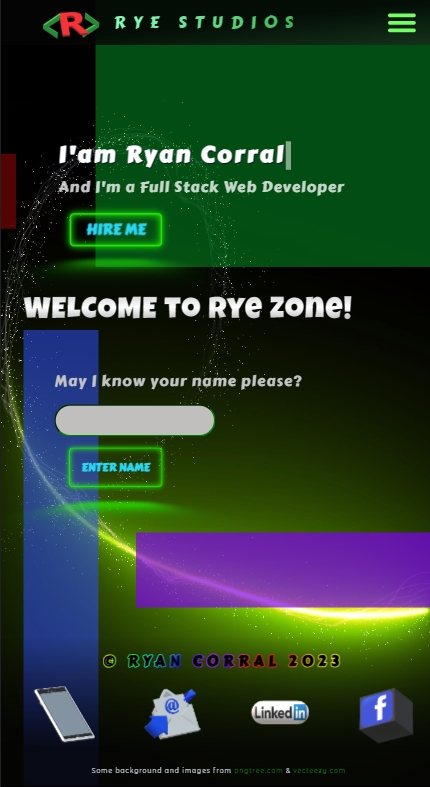 R
RYE STUDIOS
I'am Ryan Corral
And I'm a Full Stack Web Developer
HIRE ME
WELCOME TO RYe ZONe!
May I know your name please?
ENTER NAME
© RYAN CORRAL 2023
@
Linked in
f
Some background and images from pngtree.com & vecteezy.com